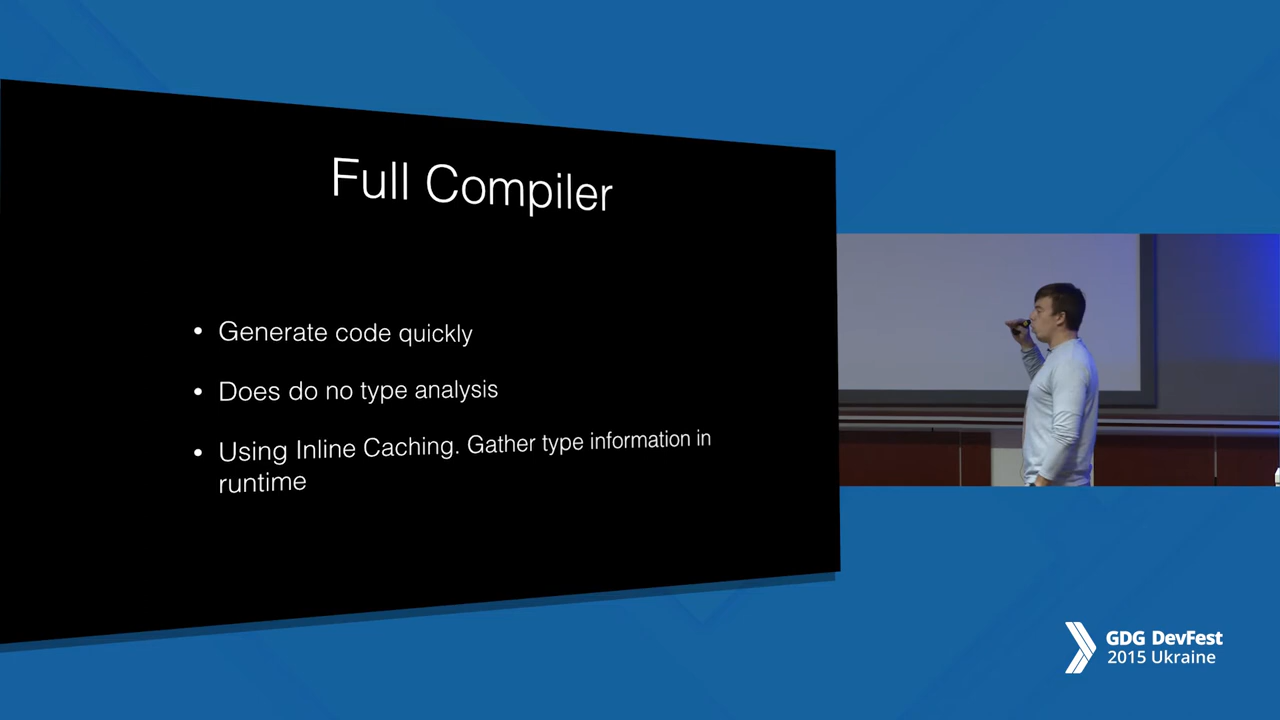 Full Compiler
• Generate code quickly
• Does do no type analysis
• Using Inline Caching. Gather type information in
runtime
GDG DevFest
2015 Ukraine